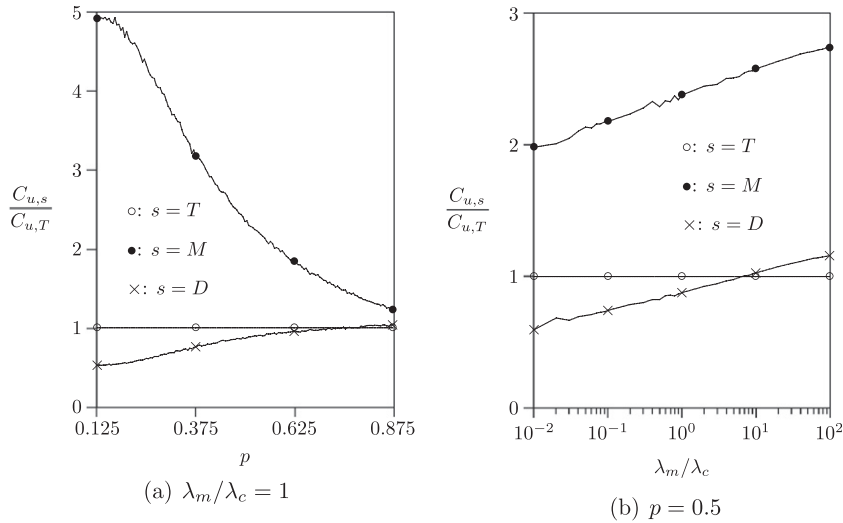 5
4
3
2
1
0
C_{u,s}
C_{u,T}
○: s = T
●: s = M
×: s = D
0.125 0.375 0.625 0.875
p
(a) λ_m/λ_c = 1
3
2
1
0
C_{u,s}
C_{u,T}
○: s = T
●: s = M
×: s = D
10^{-2} 10^{-1} 10^0 10^1 10^2
λ_m/λ_c
(b) p = 0.5